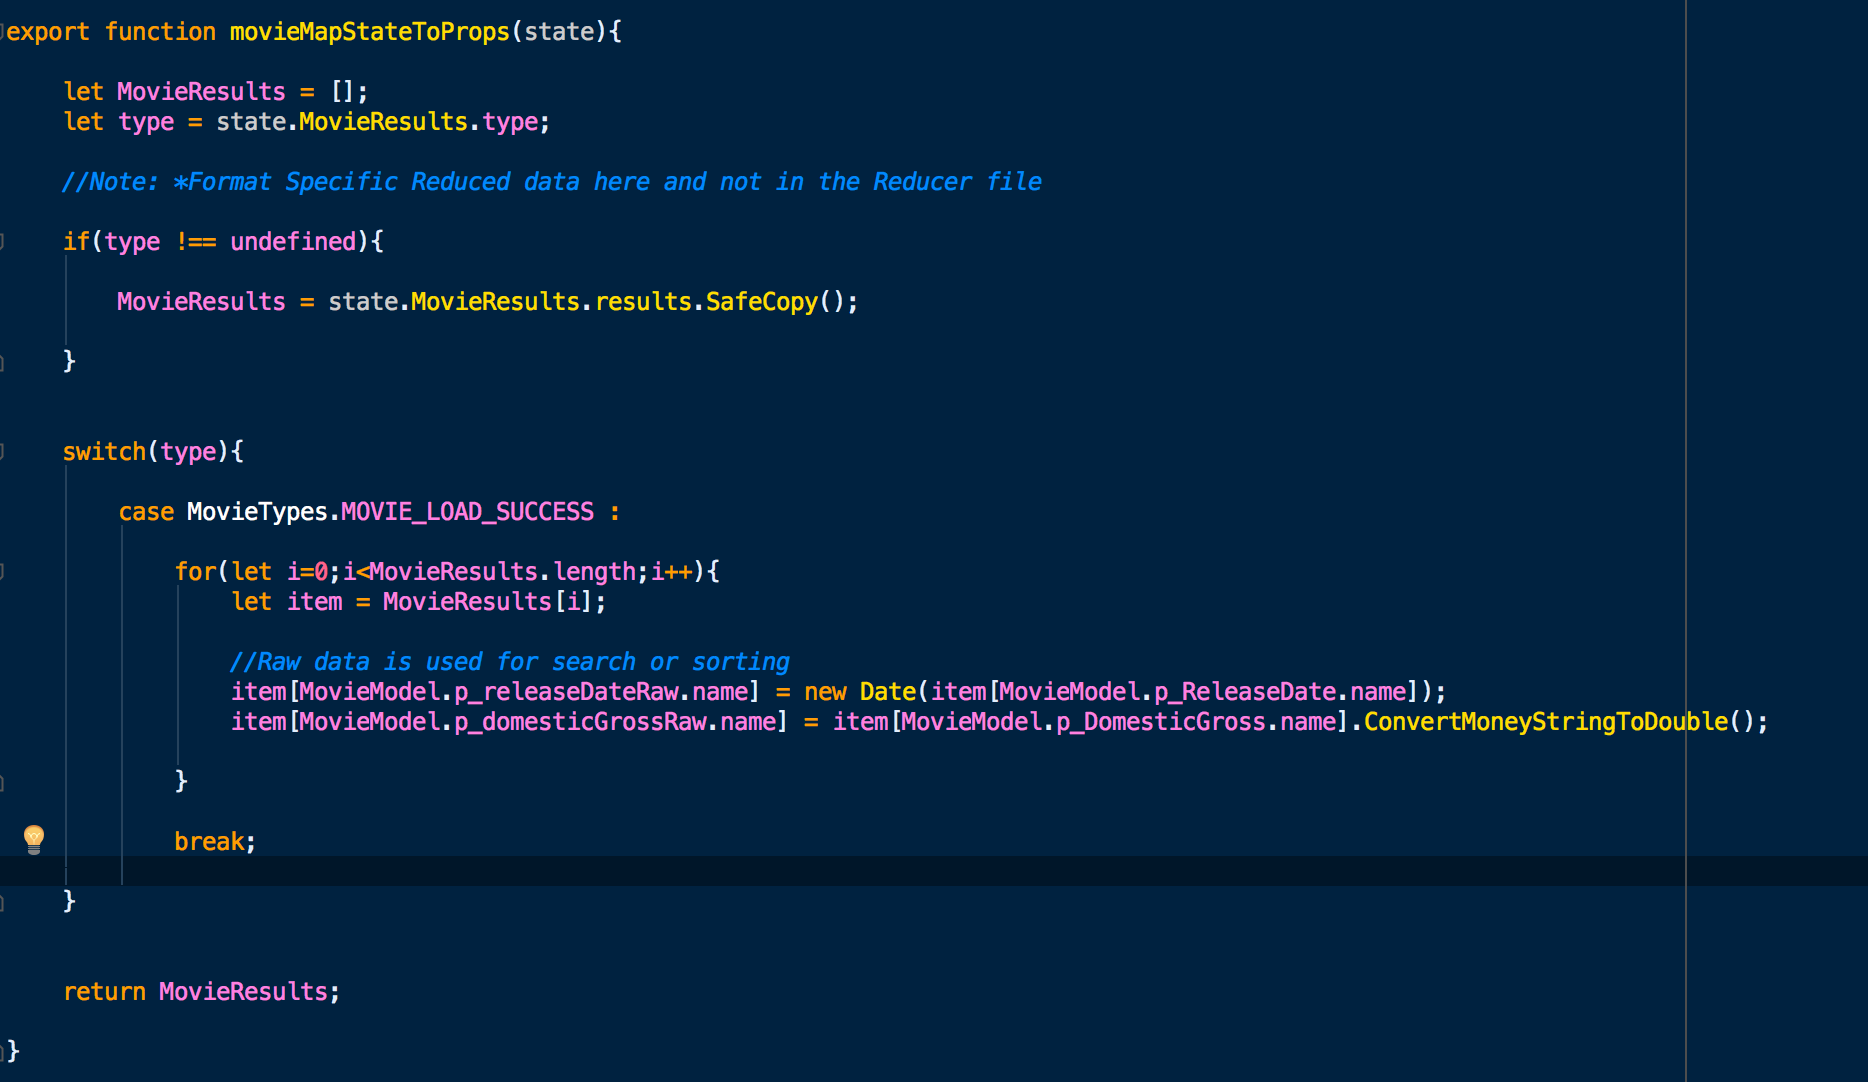 export function movieMapStateToProps(state){
let MovieResults = [];
let type = state.MovieResults.type;
//Note: *Format Specific Reduced data here and not in the Reducer file
if(type !== undefined){
MovieResults = state.MovieResults.results.SafeCopy();
}
switch(type){
case MovieTypes.MOVIE_LOAD_SUCCESS :
for(let i=0;i<MovieResults.length;i++){
let item = MovieResults[i];
//Raw data is used for search or sorting
item[MovieModel.p_releaseDateRaw.name] = new Date(item[MovieModel.p_ReleaseDate.name]);
item[MovieModel.p_domesticGrossRaw.name] = item[MovieModel.p_DomesticGross.name].ConvertMoneyStringToDouble();
}
break;
}
return MovieResults;
}